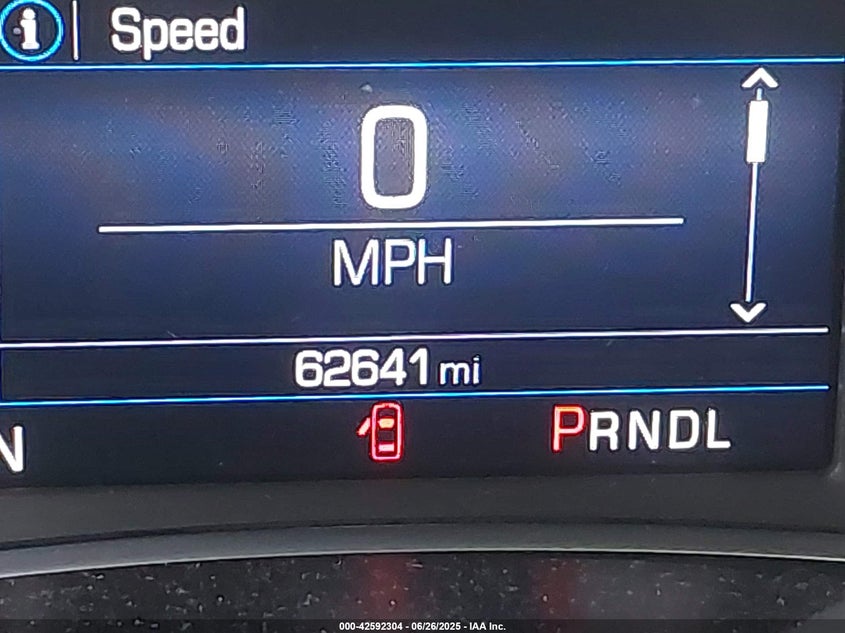 i Speed
0
MPH
62641 mi
N PRNDL
000-42592304 - 06/26/2025 - IAA Inc.